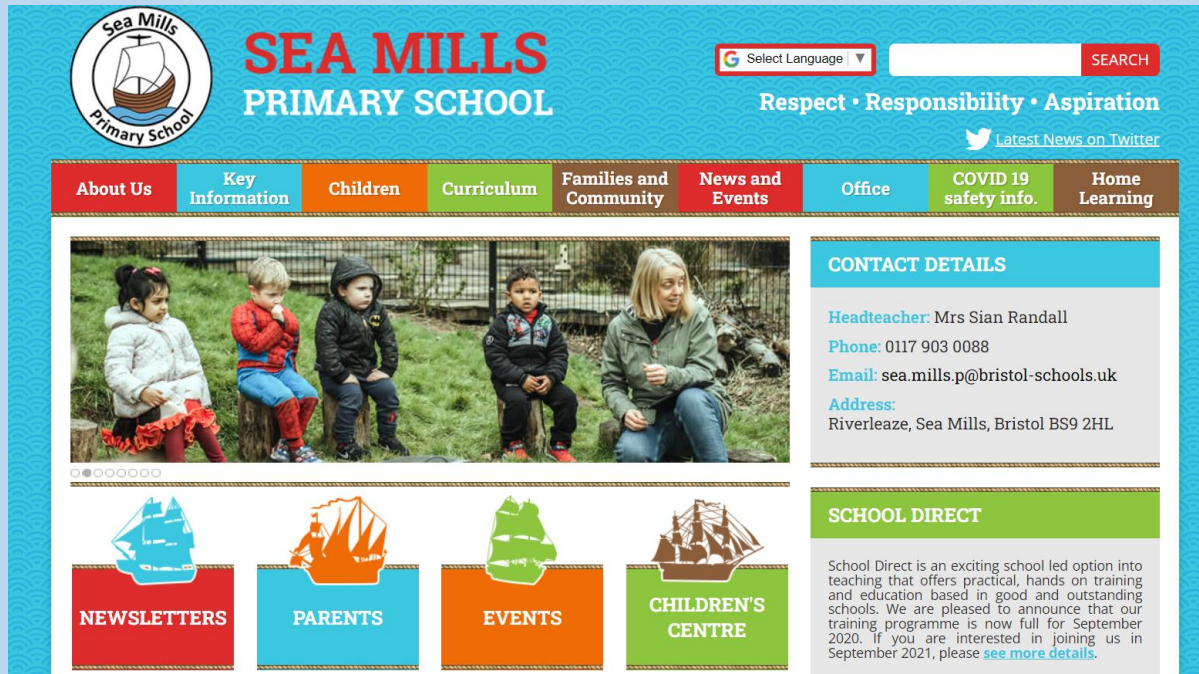 Sea Mills
Primary School
SEA MILLS
PRIMARY SCHOOL
Select Language
SEARCH
Respect • Responsibility • Aspiration
Latest News on Twitter
About Us
Key
Information
Children
Curriculum
Families and
Community
News and
Events
Office
COVID 19
safety info.
Home
Learning
CONTACT DETAILS
Headteacher: Mrs Sian Randall
Phone: 0117 903 0088
Email: sea.mills.p@bristol-schools.uk
Address:
Riverleaze, Sea Mills, Bristol BS9 2HL
NEWSLETTERS
PARENTS
EVENTS
CHILDREN'S
CENTRE
SCHOOL DIRECT
School Direct is an exciting school led option into
teaching that offers practical, hands on training
and education based in good and outstanding
schools. We are pleased to announce that our
training programme is now full for September
2020. If you are interested in joining us in
September 2021, please see more details.